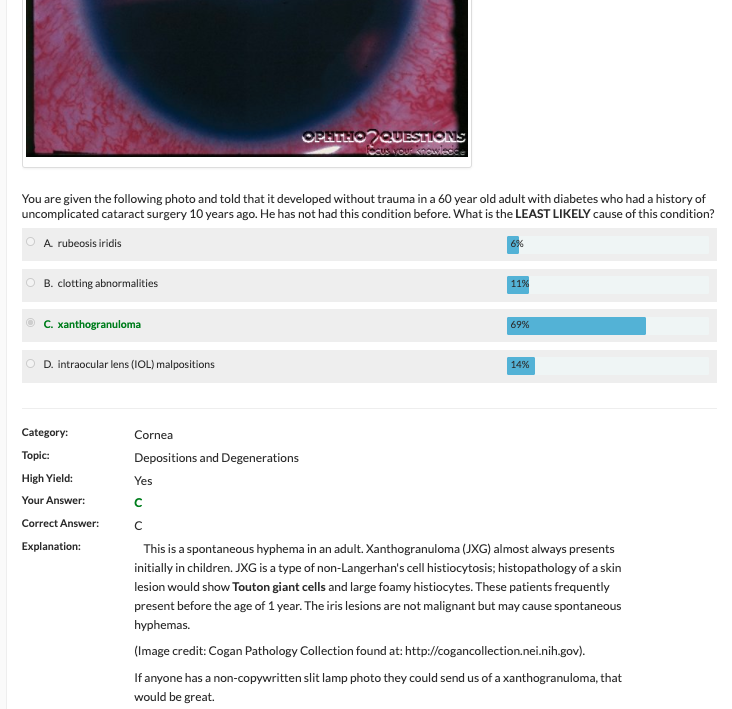 OPHTHO?QUESTIONS
focus your knowledge
You are given the following photo and told that it developed without trauma in a 60 year old adult with diabetes who had a history of
uncomplicated cataract surgery 10 years ago. He has not had this condition before. What is the LEAST LIKELY cause of this condition?
A. rubeosis iridis
6%
B. clotting abnormalities
11%
C. xanthogranuloma
69%
D. intraocular lens (IOL) malpositions
14%
Category:
Cornea
Topic:
Depositions and Degenerations
High Yield:
Yes
Your Answer:
C
Correct Answer:
C
Explanation:
This is a spontaneous hyphema in an adult. Xanthogranuloma (JXG) almost always presents
initially in children. JXG is a type of non-Langerhan's cell histiocytosis; histopathology of a skin
lesion would show Touton giant cells and large foamy histiocytes. These patients frequently
present before the age of 1 year. The iris lesions are not malignant but may cause spontaneous
hyphemas.
(Image credit: Cogan Pathology Collection found at: http://cogancollection.nei.nih.gov).
If anyone has a non-copywritten slit lamp photo they could send us of a xanthogranuloma, that
would be great.